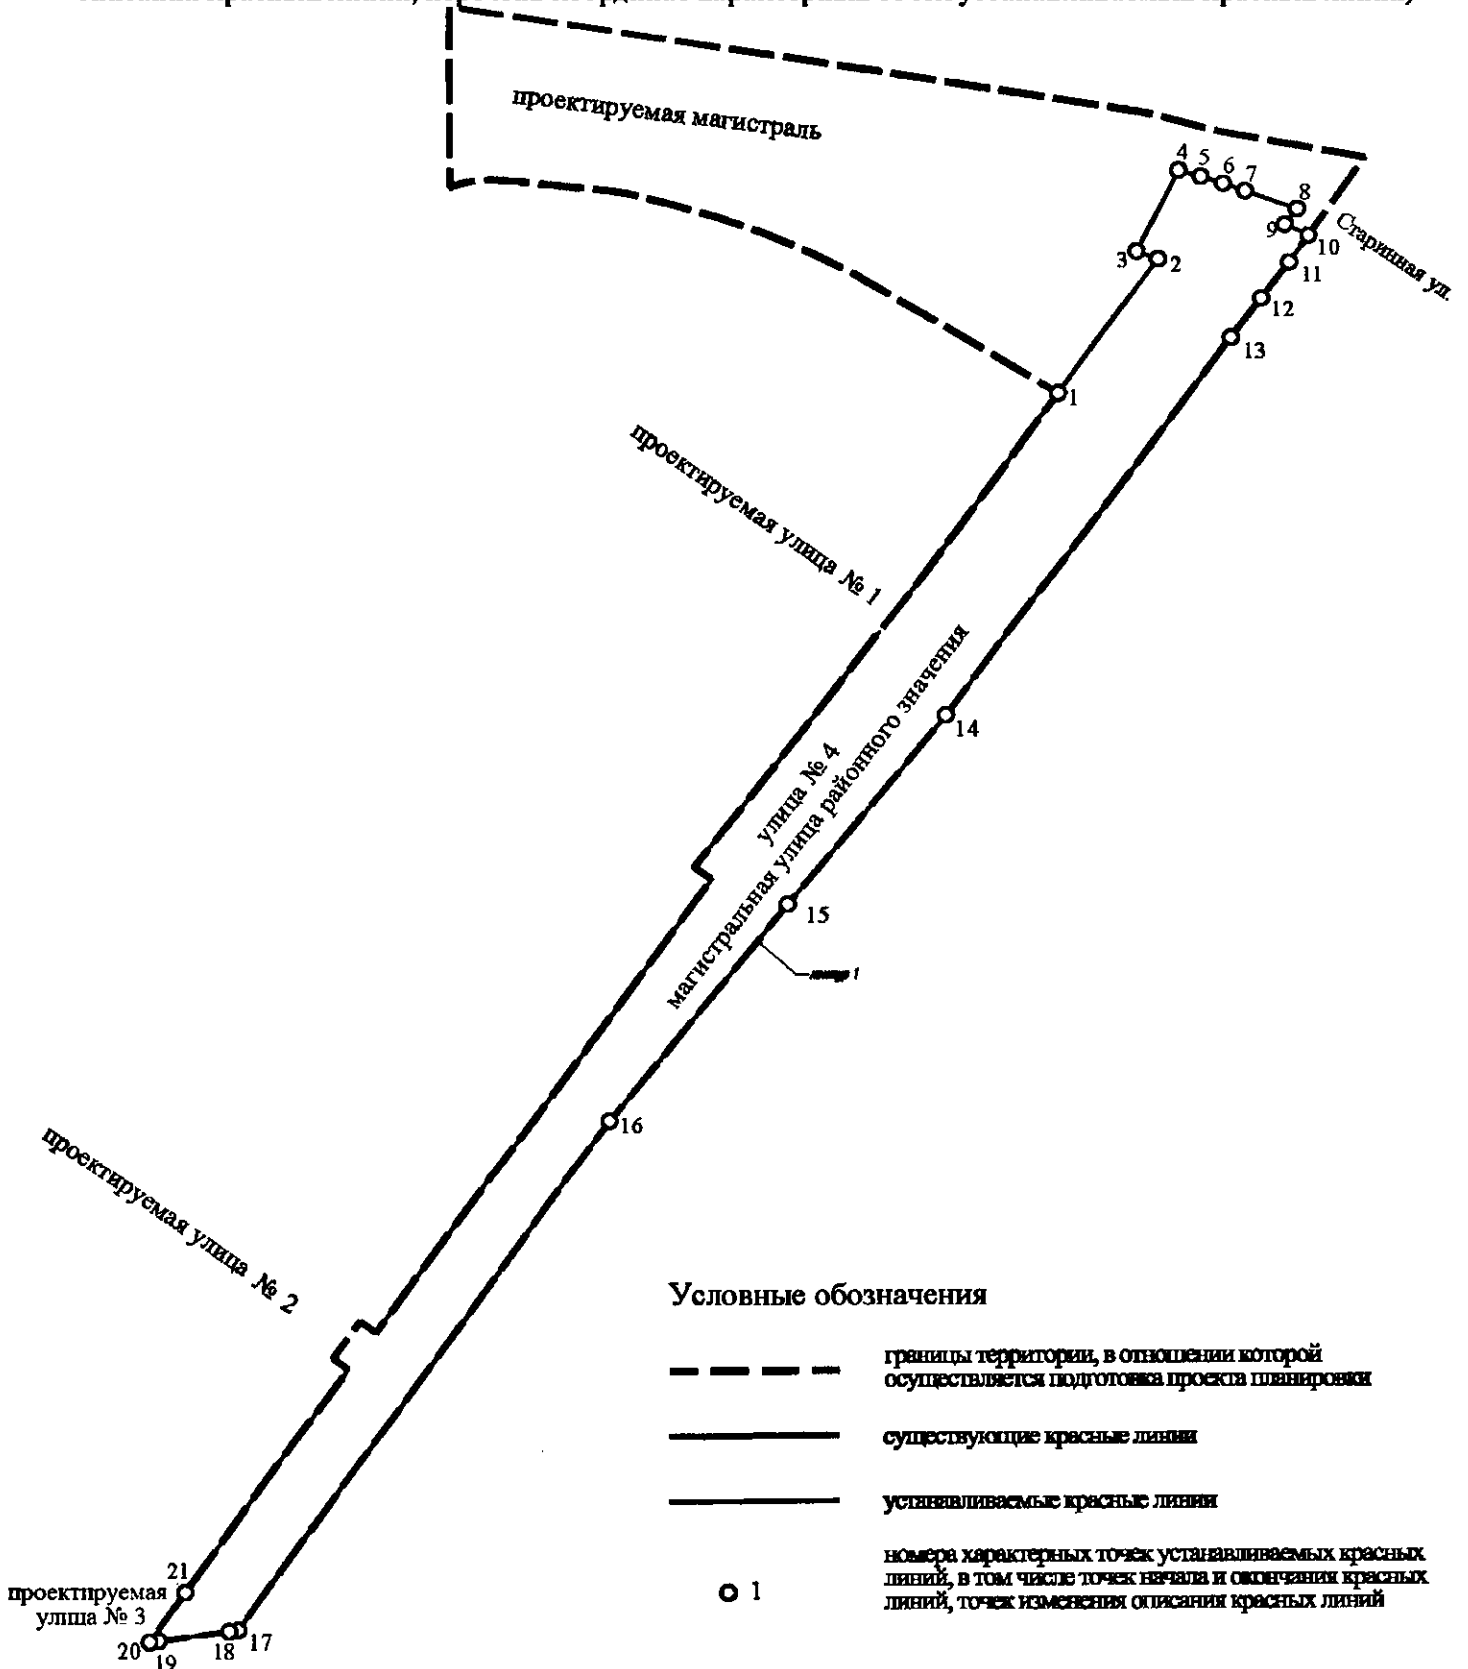 проектируемая магистраль
4
5
6
7
8
9
10
Старинная ул.
3
2
11
12
13
1
проектируемая улица № 1
14
улица № 4
магистральная улица районного значения
15
16
проектируемая улица № 2
Условные обозначения
границы территории, в отношении которой
осуществляется подготовка проекта планировки
существующие красные линии
устанавливаемые красные линии
1
номера характерных точек устанавливаемых красных
линий, в том числе точек начала и окончания красных
линий, точек изменения описания красных линий
21
проектируемая
улица № 3
20
19
18
17